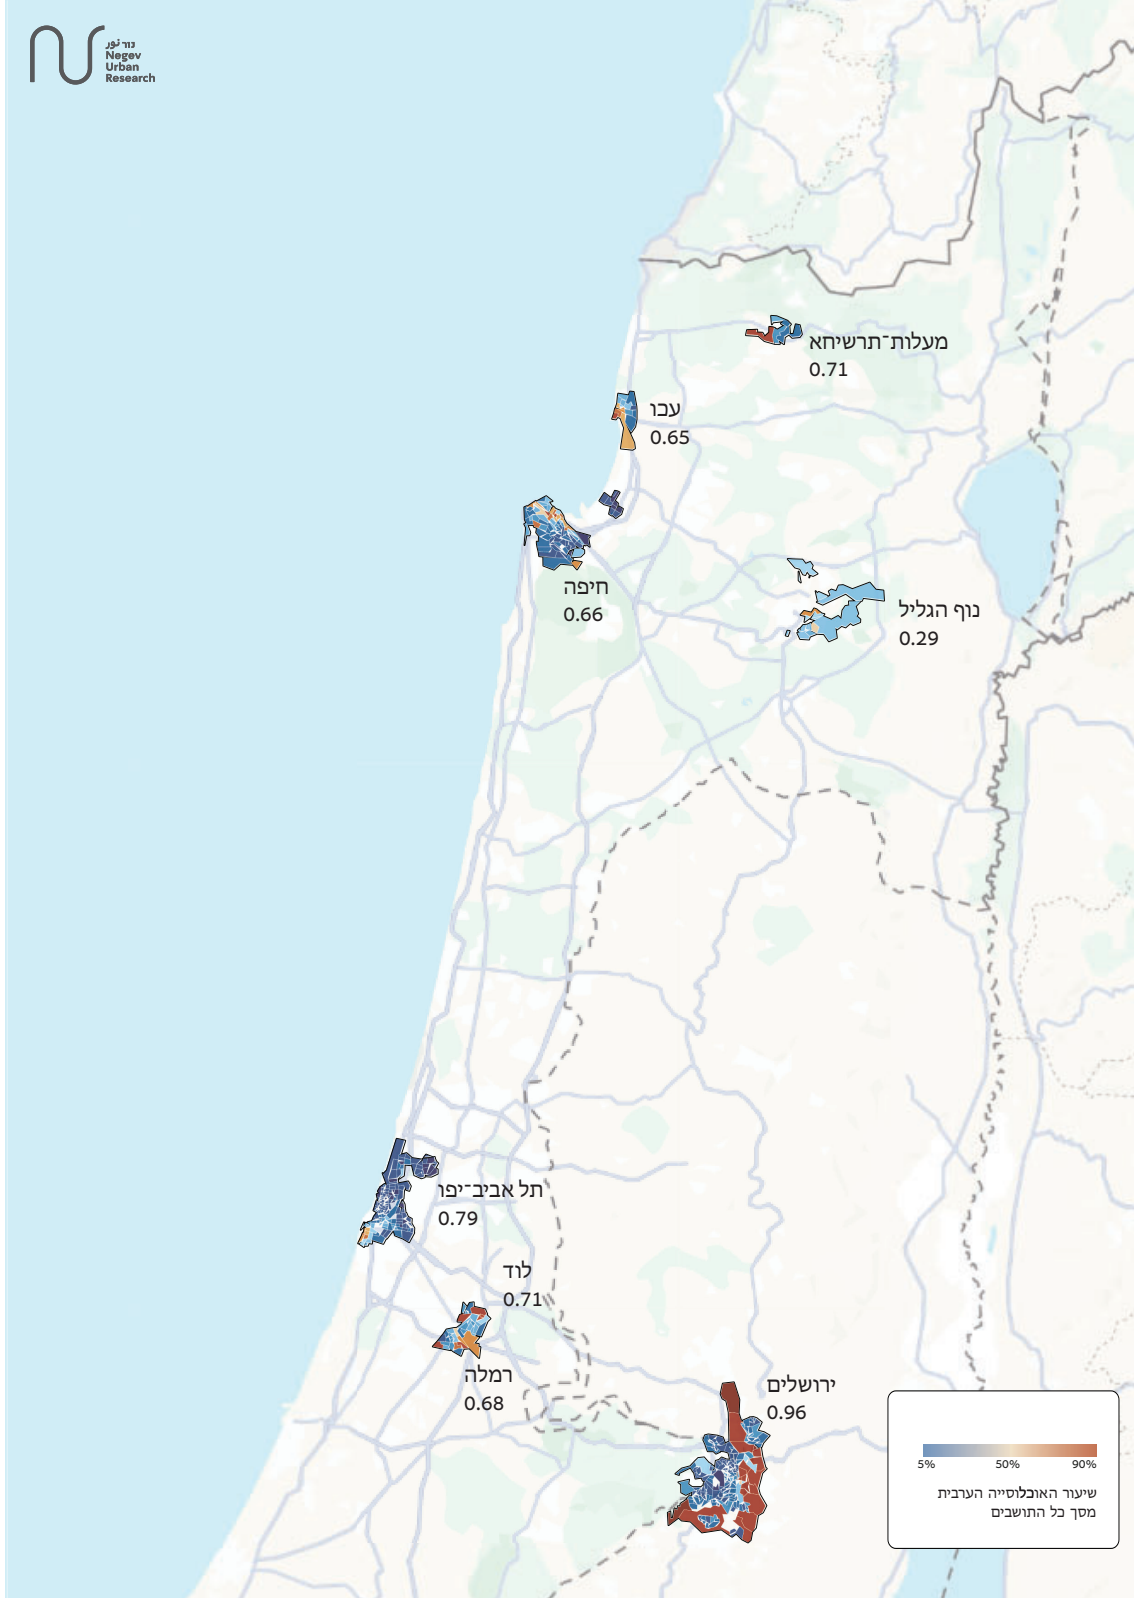 נגב نور
Negev
Urban
Research
מעלות־תרשיחא
0.71
עכו
0.65
חיפה
0.66
נוף הגליל
0.29
תל אביב־יפו
0.79
לוד
0.71
רמלה
0.68
ירושלים
0.96
5% 50% 90%
שיעור האוכלוסייה הערבית
מסך כל התושבים